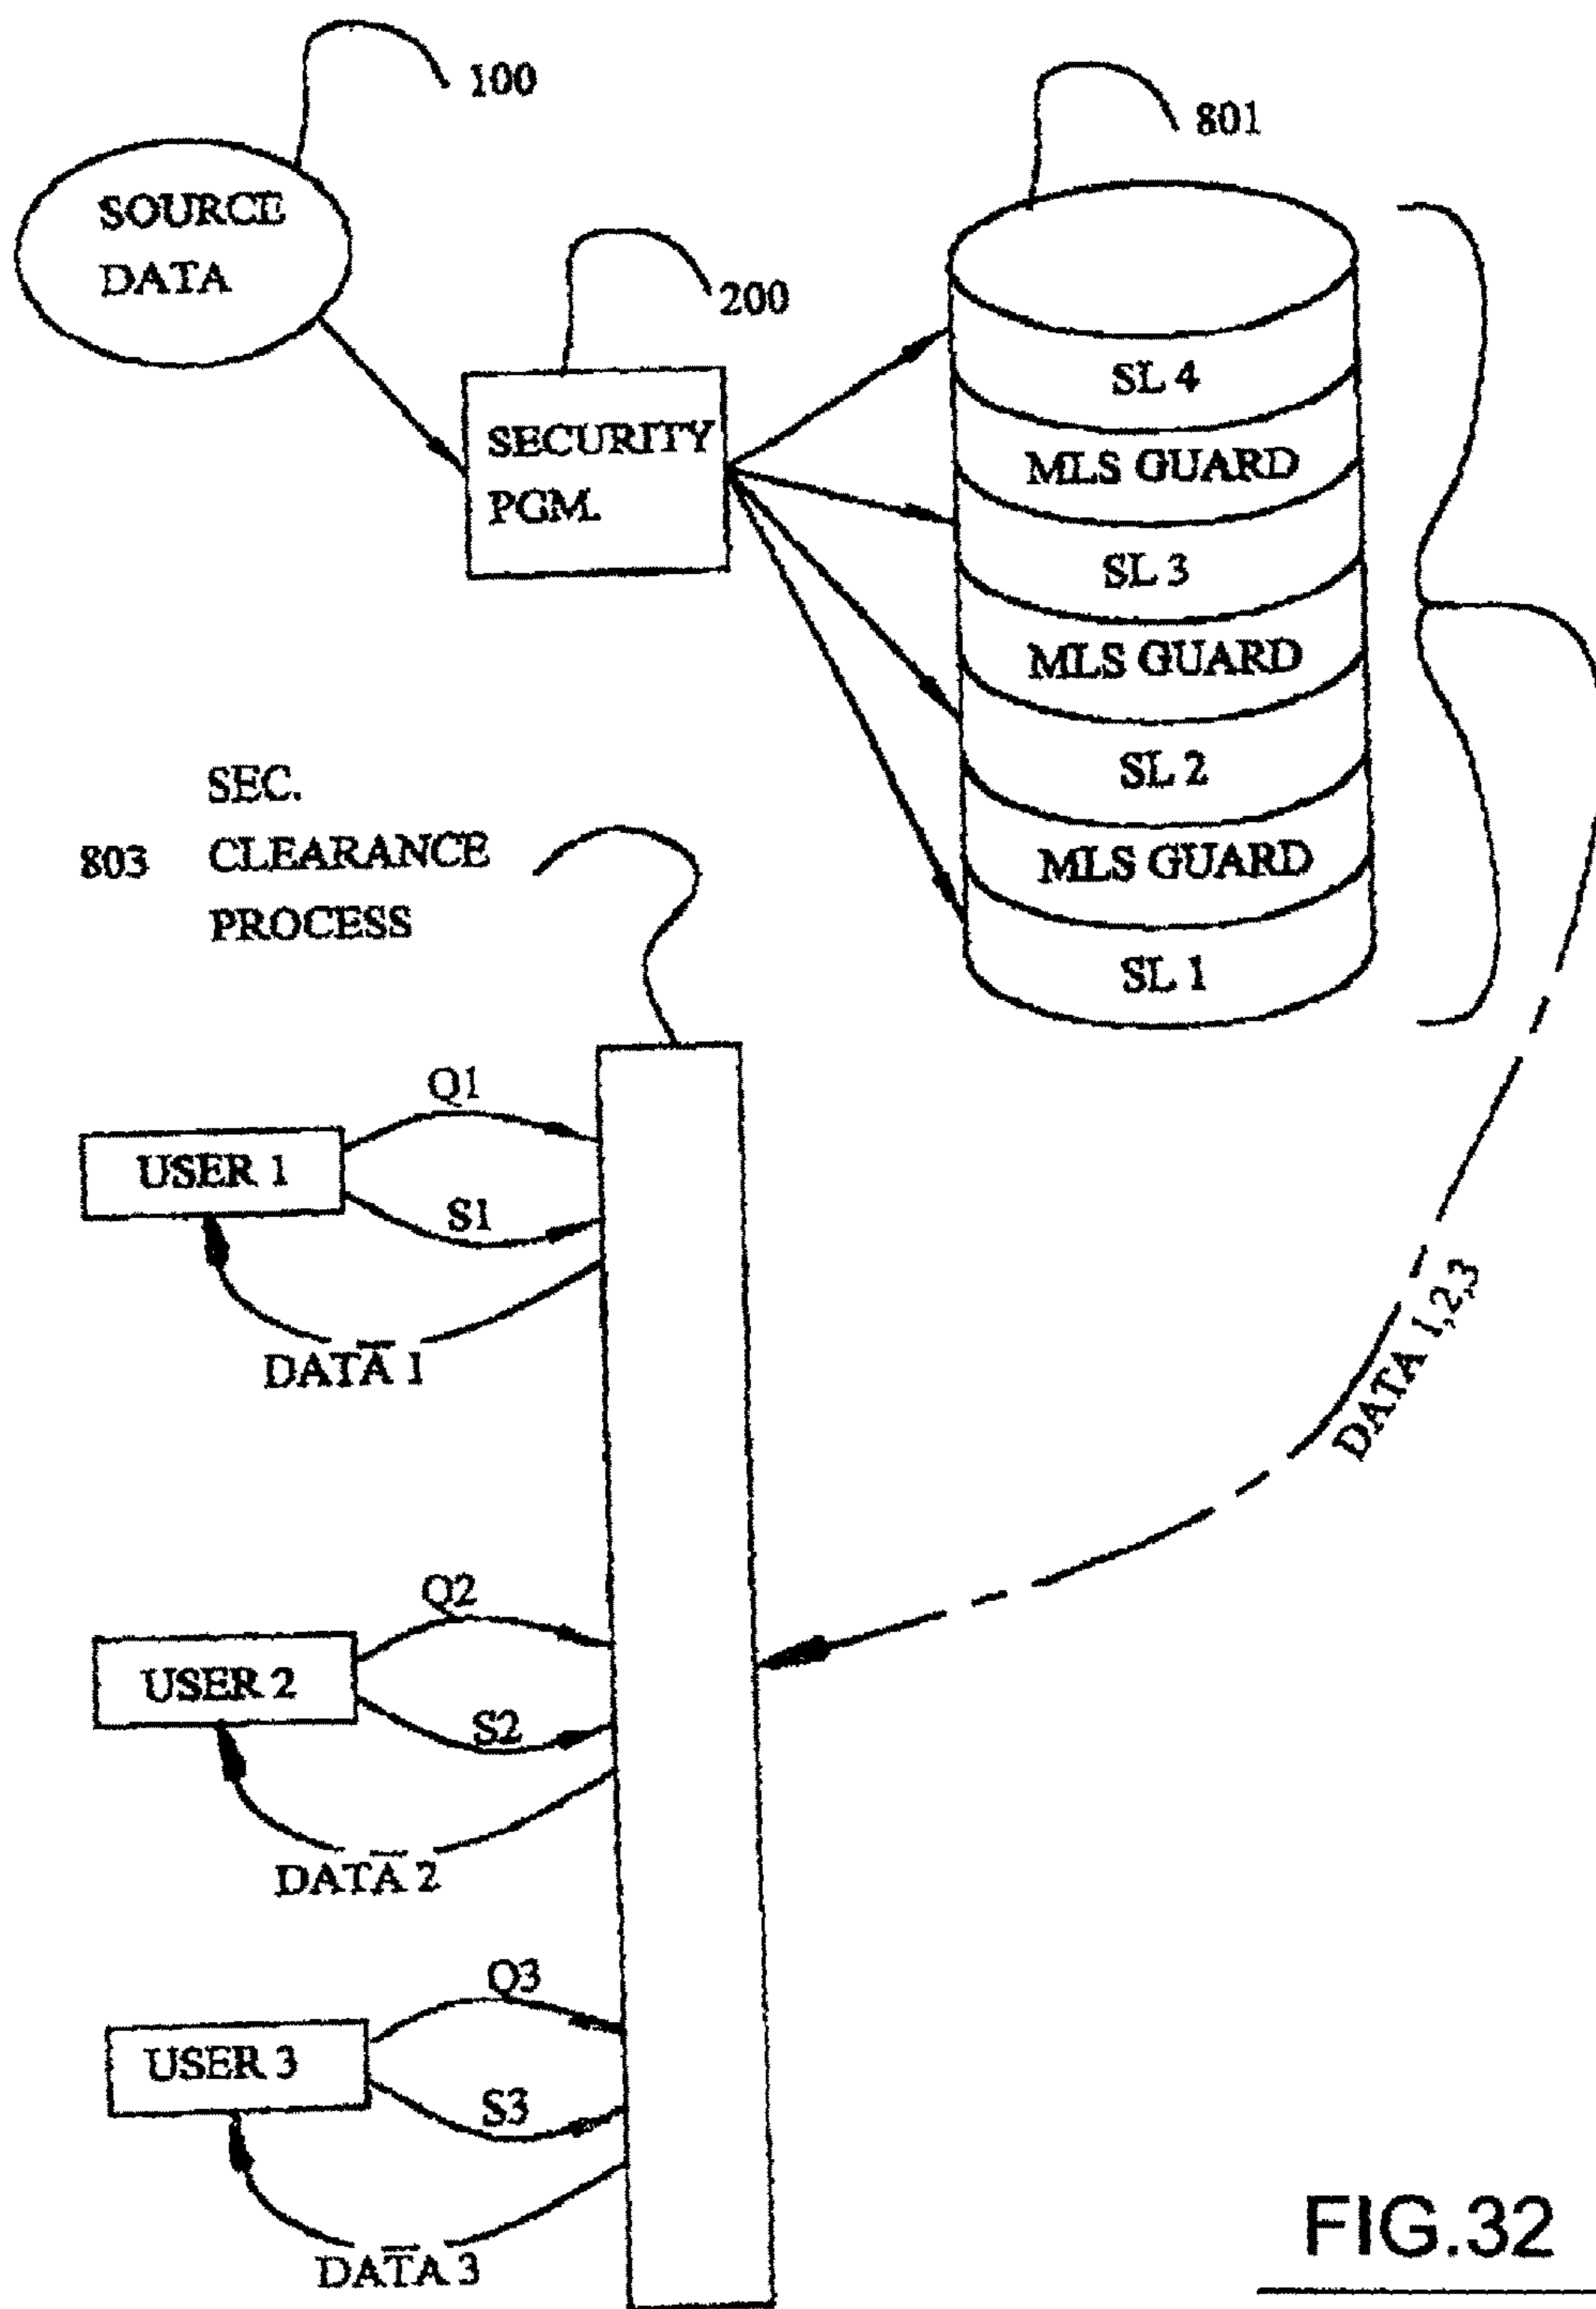 100
801
SOURCE
DATA
200
SECURITY
PGM.
SL 4
MLS GUARD
SL 3
MLS GUARD
SL 2
MLS GUARD
SL 1
SEC.
803 CLEARANCE
PROCESS
Q1
USER 1
S1
DATA 1
DATA 1,2,3
Q2
USER 2
S2
DATA 2
Q3
USER 3
S3
DATA 3
FIG.32